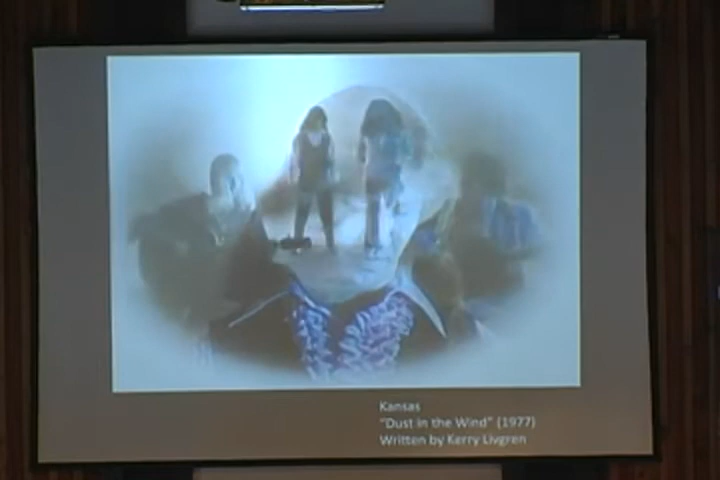 Kansas
"Dust in the Wind" (1977)
Written by Kerry Livgren